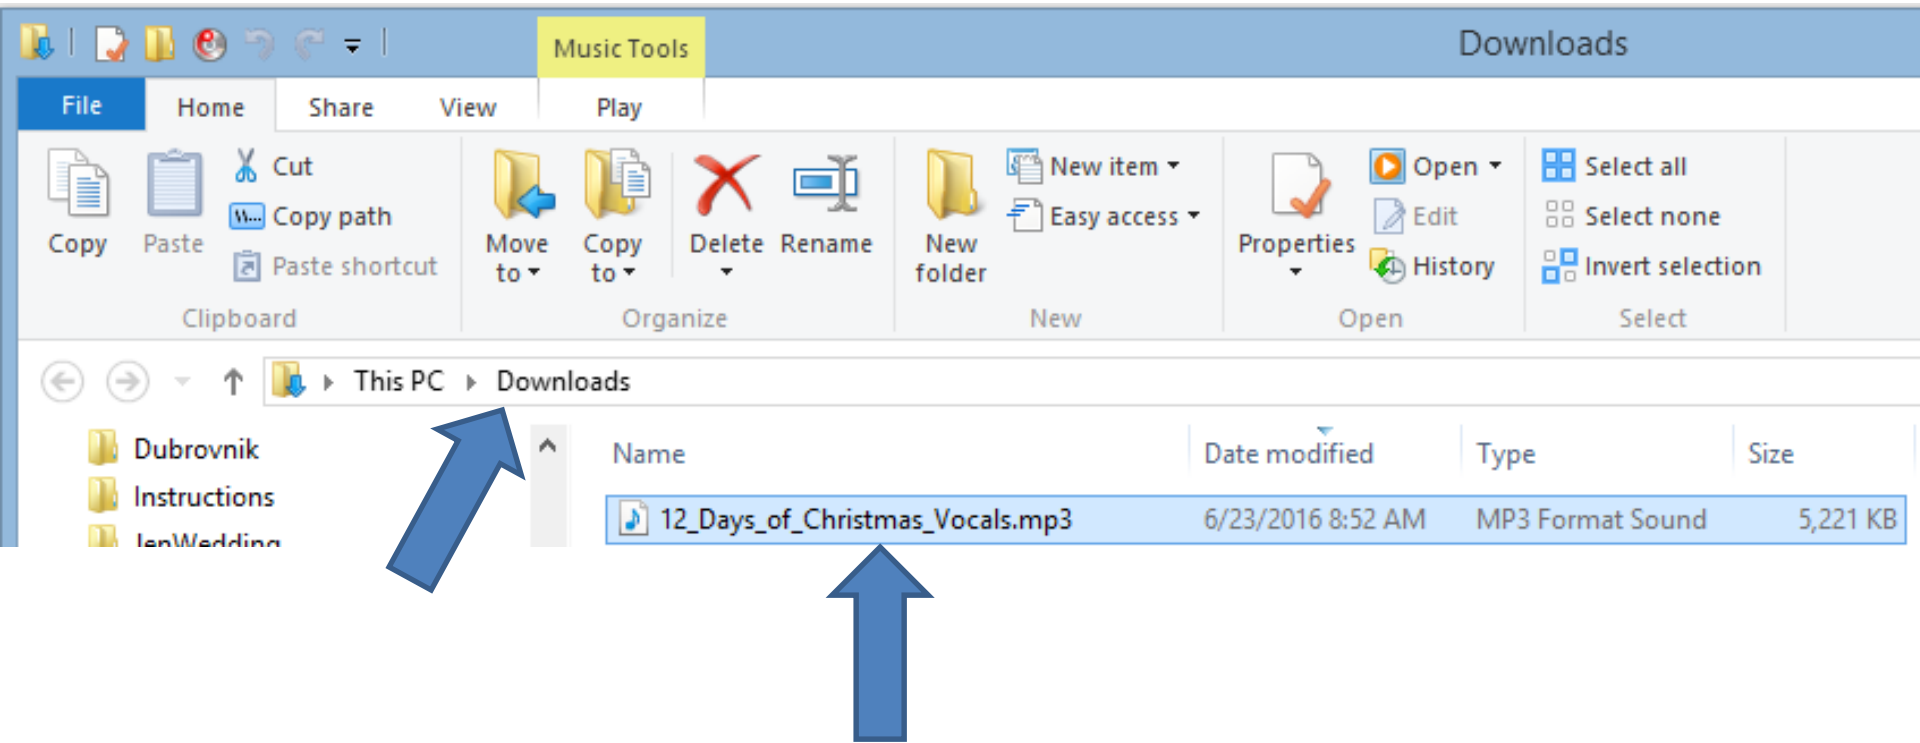 Music Tools
Downloads
File
Home
Share
View
Play
Copy
Paste
Cut
Copy path
Paste shortcut
Clipboard
Move to
Copy to
Delete
Rename
Organize
New folder
New item
Easy access
New
Properties
Open
Edit
History
Open
Select all
Select none
Invert selection
Select
This PC
Downloads
Dubrovnik
Instructions
JenWedding
Name
Date modified
Type
Size
12_Days_of_Christmas_Vocals.mp3
6/23/2016 8:52 AM
MP3 Format Sound
5,221 KB